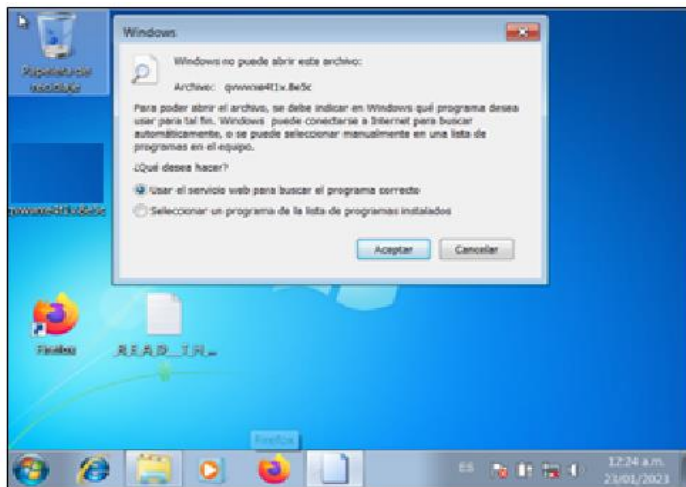 Windows
Papelera de
reciclaje
Windows no puede abrir este archivo:
Archivo:
Para poder abrir el archivo, se debe indicar en Windows qué programa desea
usar para tal fin. Windows puede conectarse a Internet para buscar
automáticamente, o se puede seleccionar manualmente en una lista de
programas en el equipo.
¿Qué desea hacer?
Usar el servicio web para buscar el programa correcto
Seleccionar un programa de la lista de programas instalados
Aceptar
Cancelar
Firefox
_R_E_A_D___T_H_...
Firefox
ES
12:24 a.m.
23/01/2023